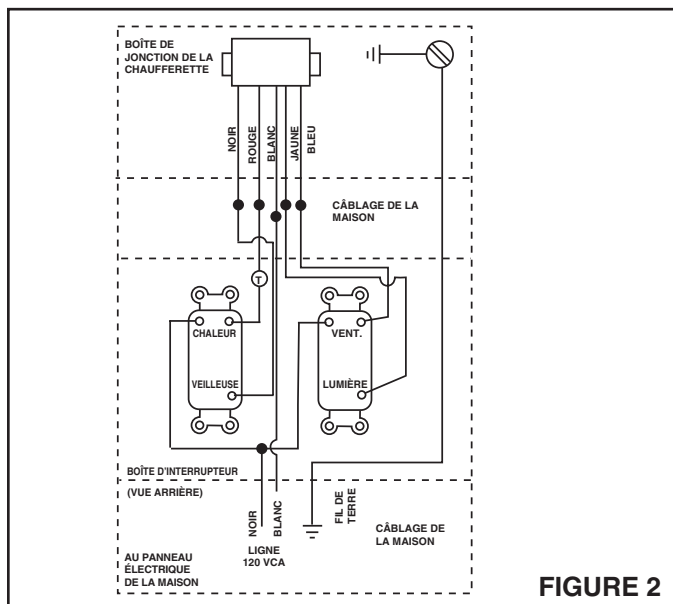 BOÎTE DE
JONCTION DE LA
CHAUFFERETTE
NOIR
ROUGE
BLANC
JAUNE
BLEU
CÂBLAGE DE LA
MAISON
T
CHALEUR
VENT.
VEILLEUSE
LUMIÈRE
BOÎTE D'INTERRUPTEUR
(VUE ARRIÈRE)
NOIR
BLANC
FIL DE
TERRE
CÂBLAGE DE
LA MAISON
LIGNE
120 VCA
AU PANNEAU
ÉLECTRIQUE
DE LA MAISON
FIGURE 2